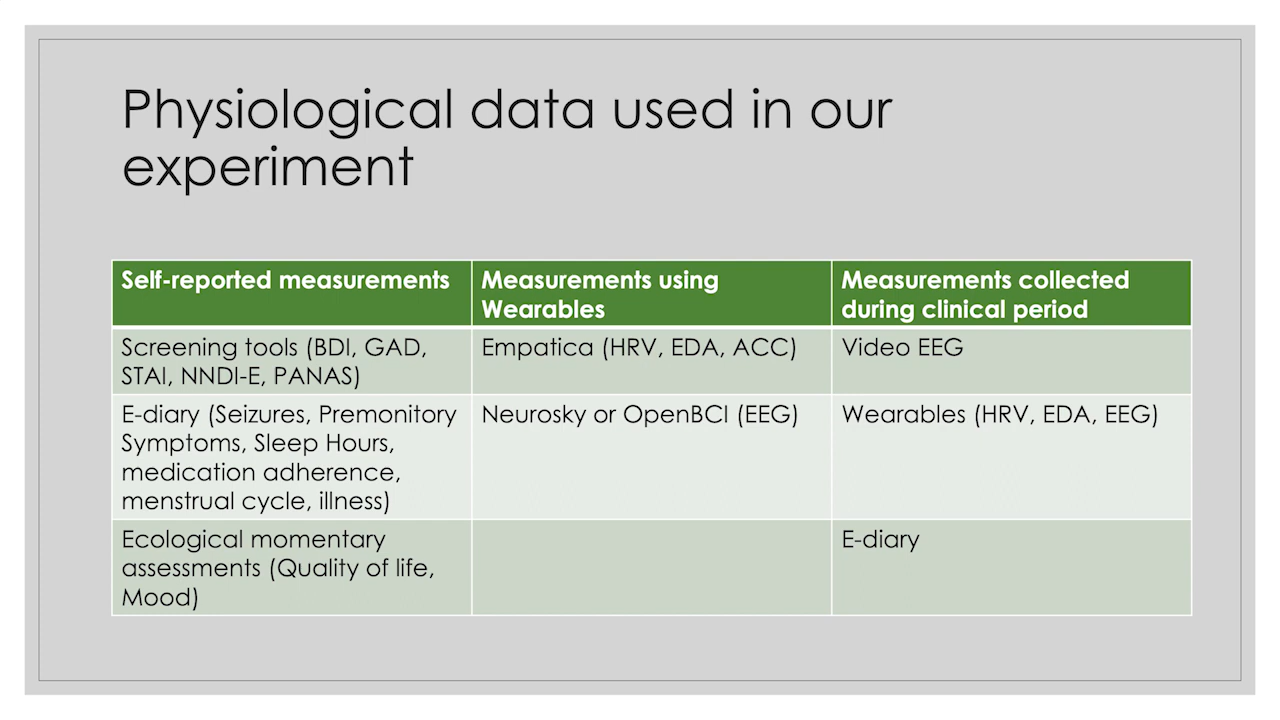 Physiological data used in our
experiment
Self-reported measurements
Measurements using
Wearables
Measurements collected
during clinical period
Screening tools (BDI, GAD,
STAI, NNDI-E, PANAS)
Empatica (HRV, EDA, ACC)
Video EEG
E-diary (Seizures, Premonitory
Symptoms, Sleep Hours,
medication adherence,
menstrual cycle, illness)
Neurosky or OpenBCI (EEG)
Wearables (HRV, EDA, EEG)
Ecological momentary
assessments (Quality of life,
Mood)
E-diary